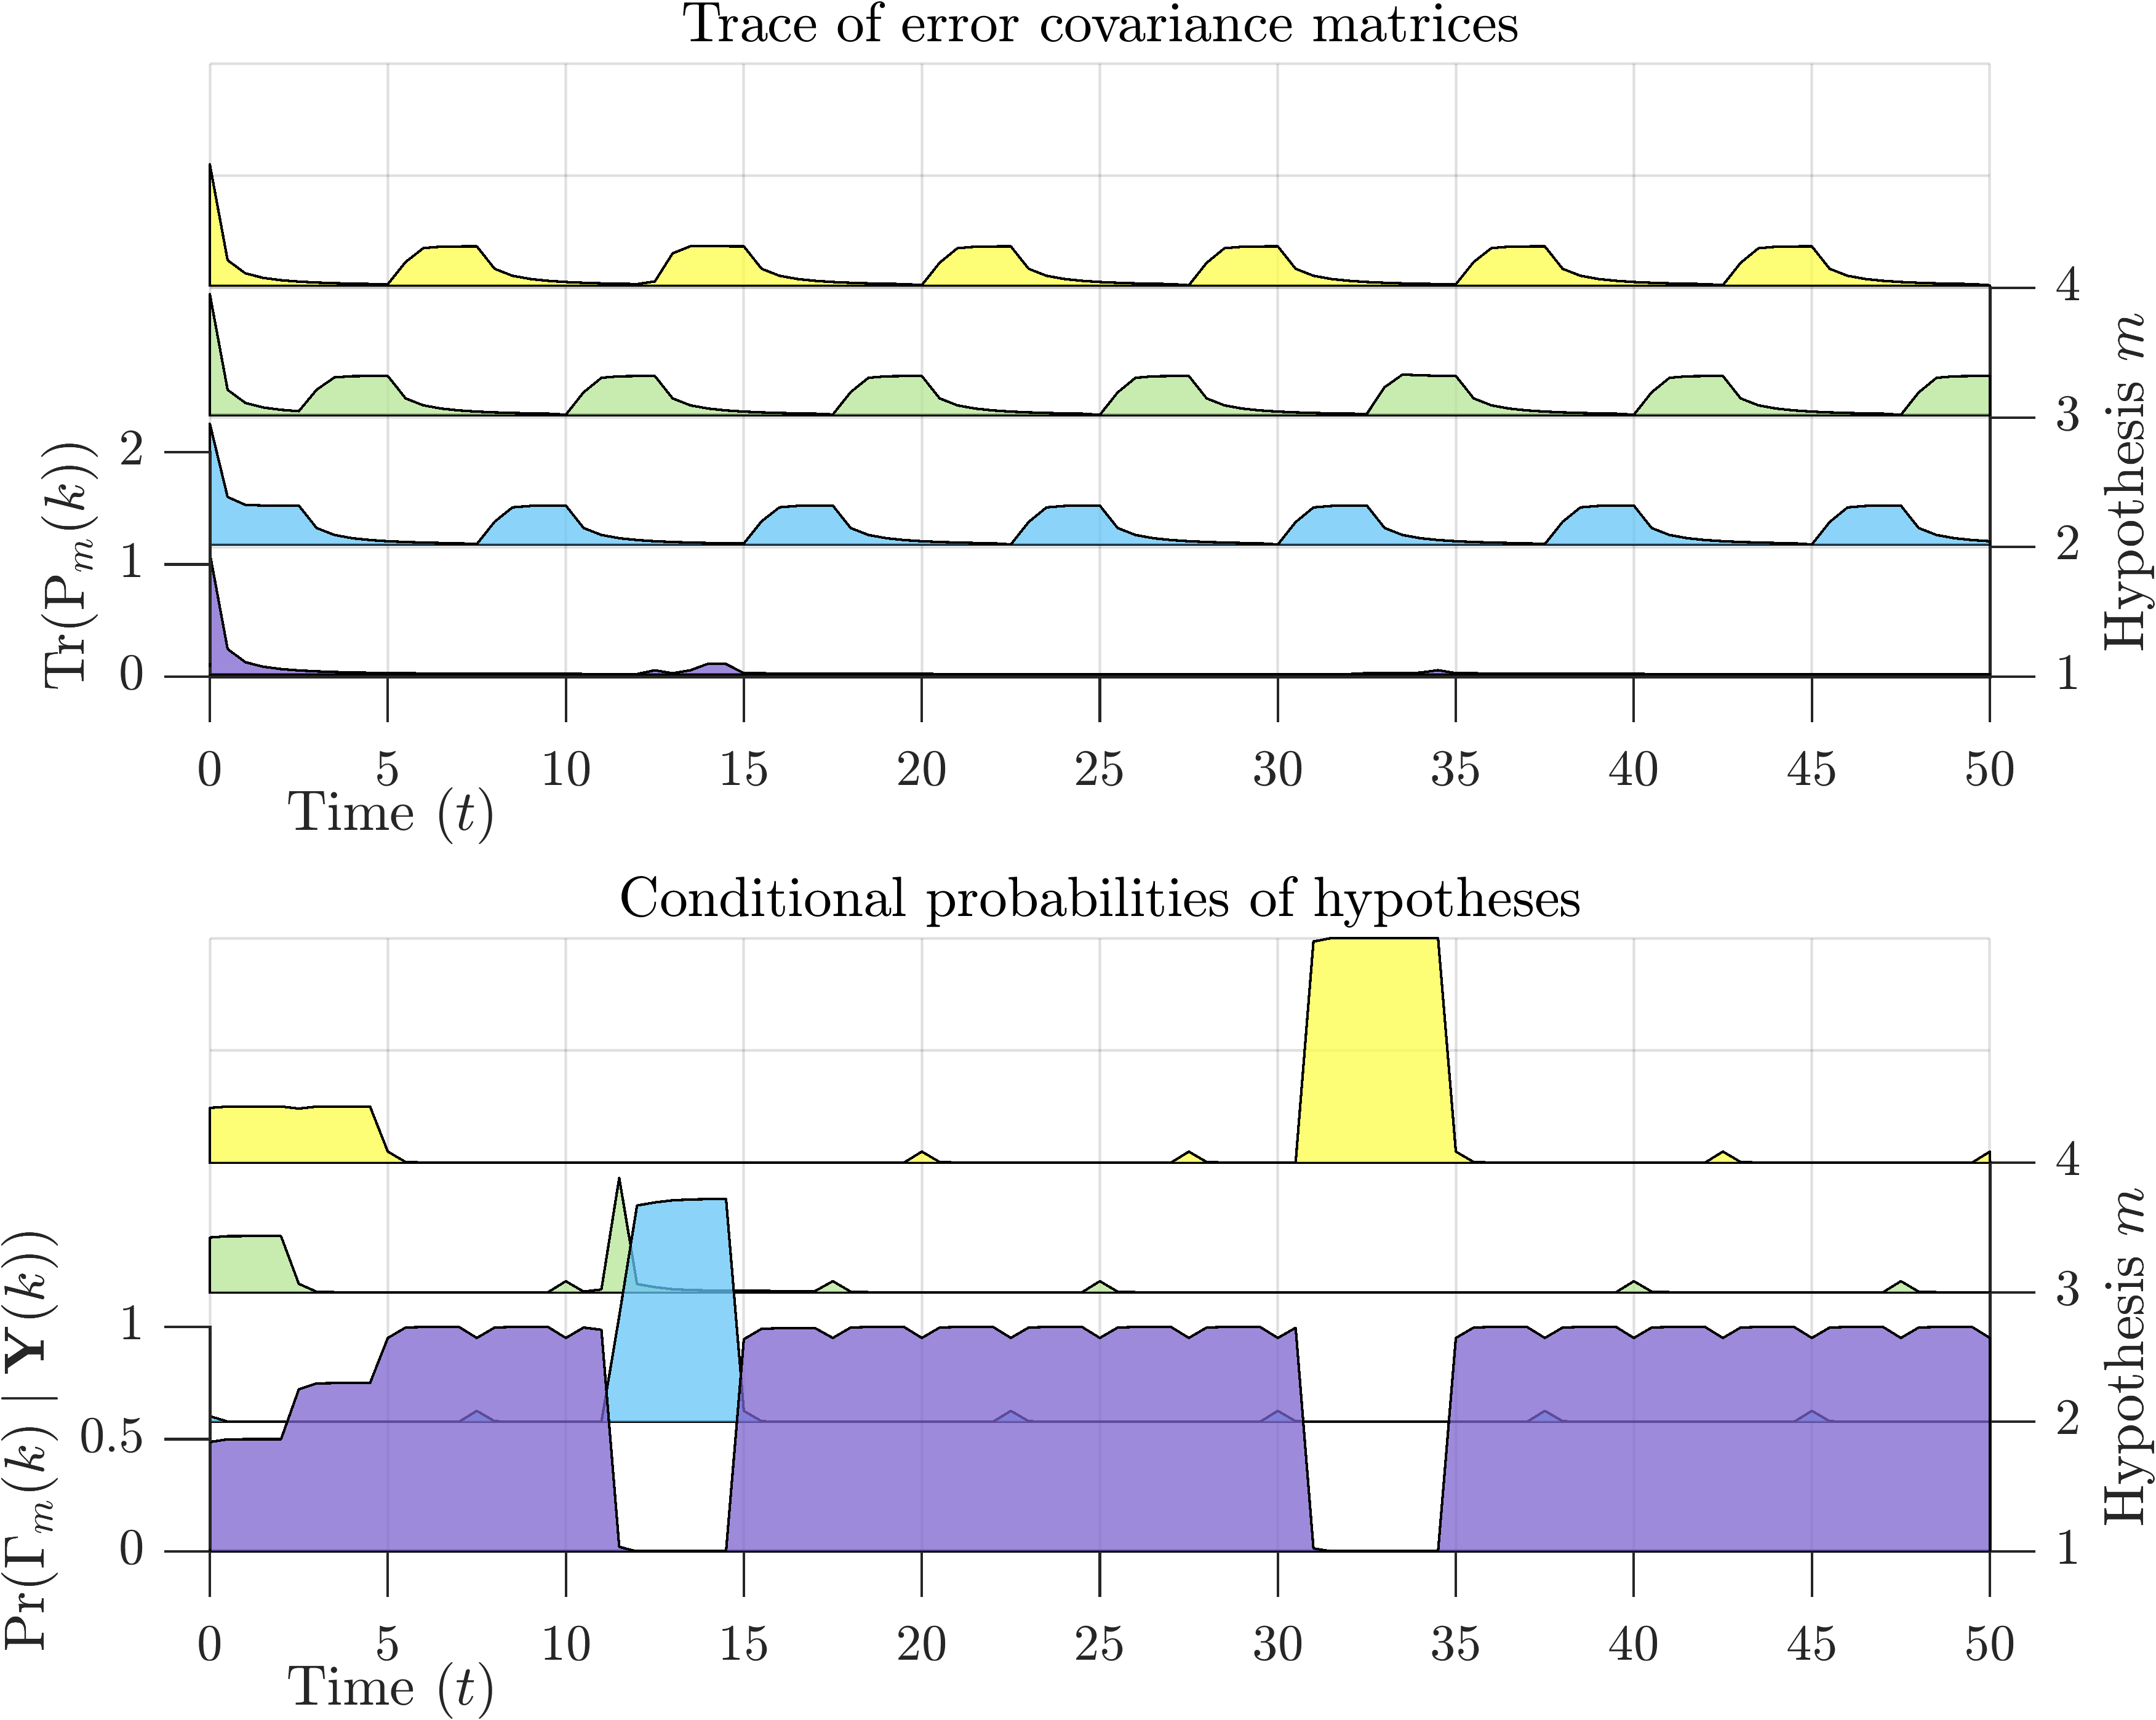 Trace of error covariance matrices
Tr(P_m(k))
2
1
0
4
3
2
1
Hypothesis m
0 5 10 15 20 25 30 35 40 45 50
Time (t)
Conditional probabilities of hypotheses
Pr(Γ_m(k) | Y(k))
1
0.5
0
4
3
2
1
Hypothesis m
0 5 10 15 20 25 30 35 40 45 50
Time (t)